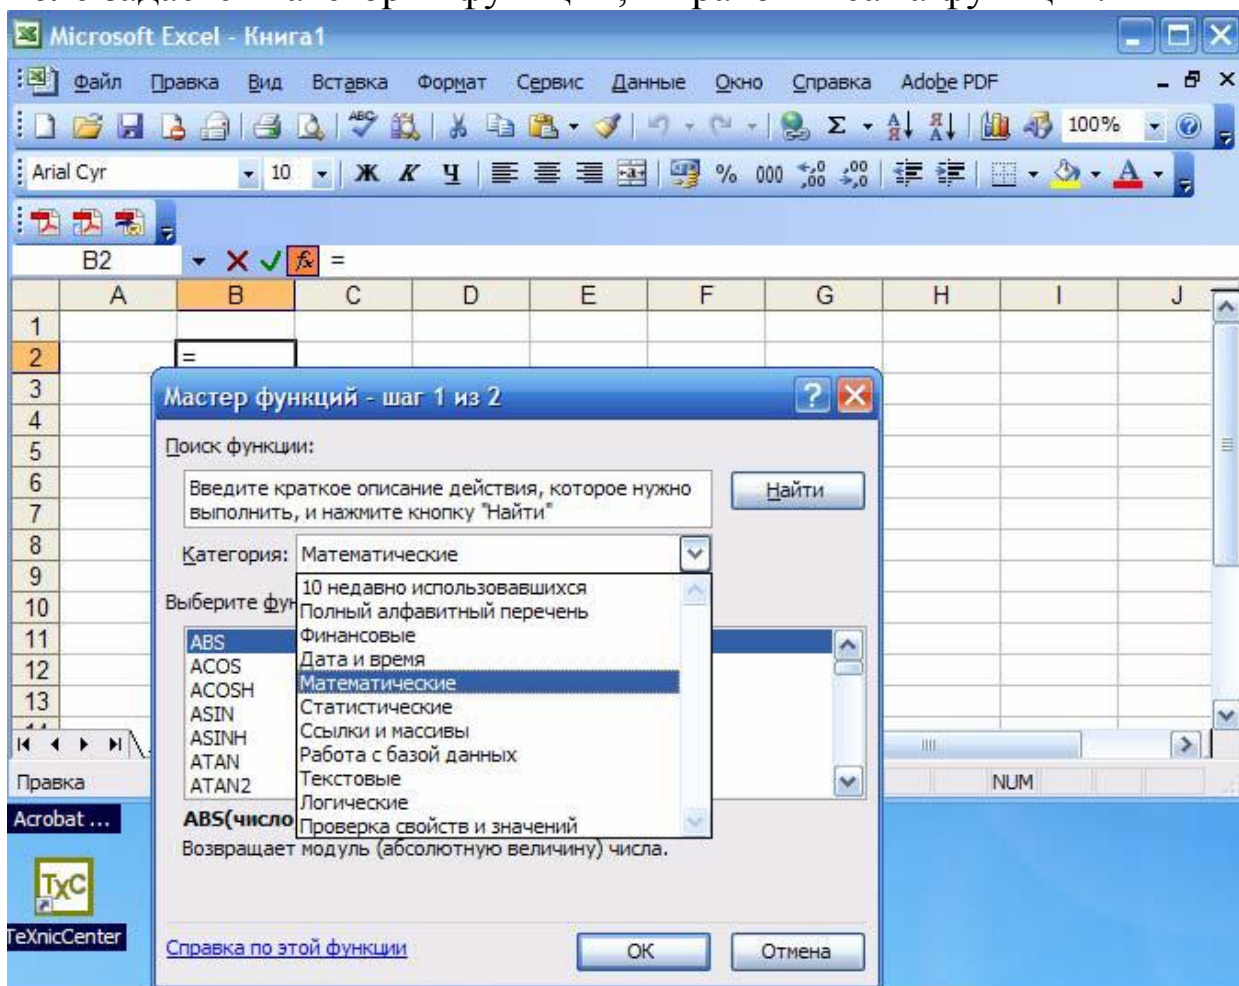 Microsoft Excel - Книга1
Файл Правка Вид Вставка Формат Сервис Данные Окно Справка Adobe PDF
ABC Σ А Я Я А 100%
Arial Cyr 10 Ж К Ч % 000
B2 fx =
A B C D E F G H I J
1
2 =
3
4
5
6
7
8
9
10
11
12
13
Мастер функций - шаг 1 из 2
Поиск функции:
Введите краткое описание действия, которое нужно
выполнить, и нажмите кнопку "Найти"
Найти
Категория: Математические
10 недавно использовавшихся
Полный алфавитный перечень
Финансовые
Дата и время
Математические
Статистические
Ссылки и массивы
Работа с базой данных
Текстовые
Логические
Проверка свойств и значений
Выберите
ABS
ACOS
ACOSH
ASIN
ASINH
ATAN
ATAN2
ABS(число
Возвращает модуль (абсолютную величину) числа.
Справка по этой функции
OK Отмена
Правка NUM
Acrobat ...
TxC
TeXnicCenter